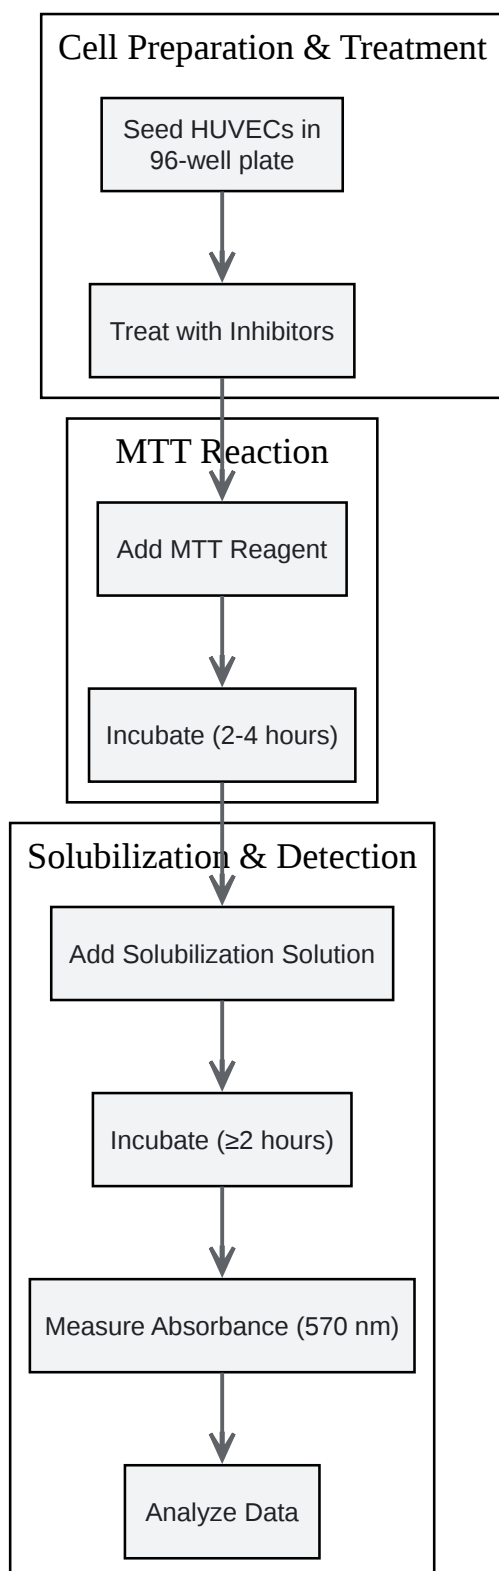 Cell Preparation & Treatment
Seed HUVECs in
96-well plate
Treat with Inhibitors
MTT Reaction
Add MTT Reagent
Incubate (2-4 hours)
Solubilization & Detection
Add Solubilization Solution
Incubate (≥2 hours)
Measure Absorbance (570 nm)
Analyze Data